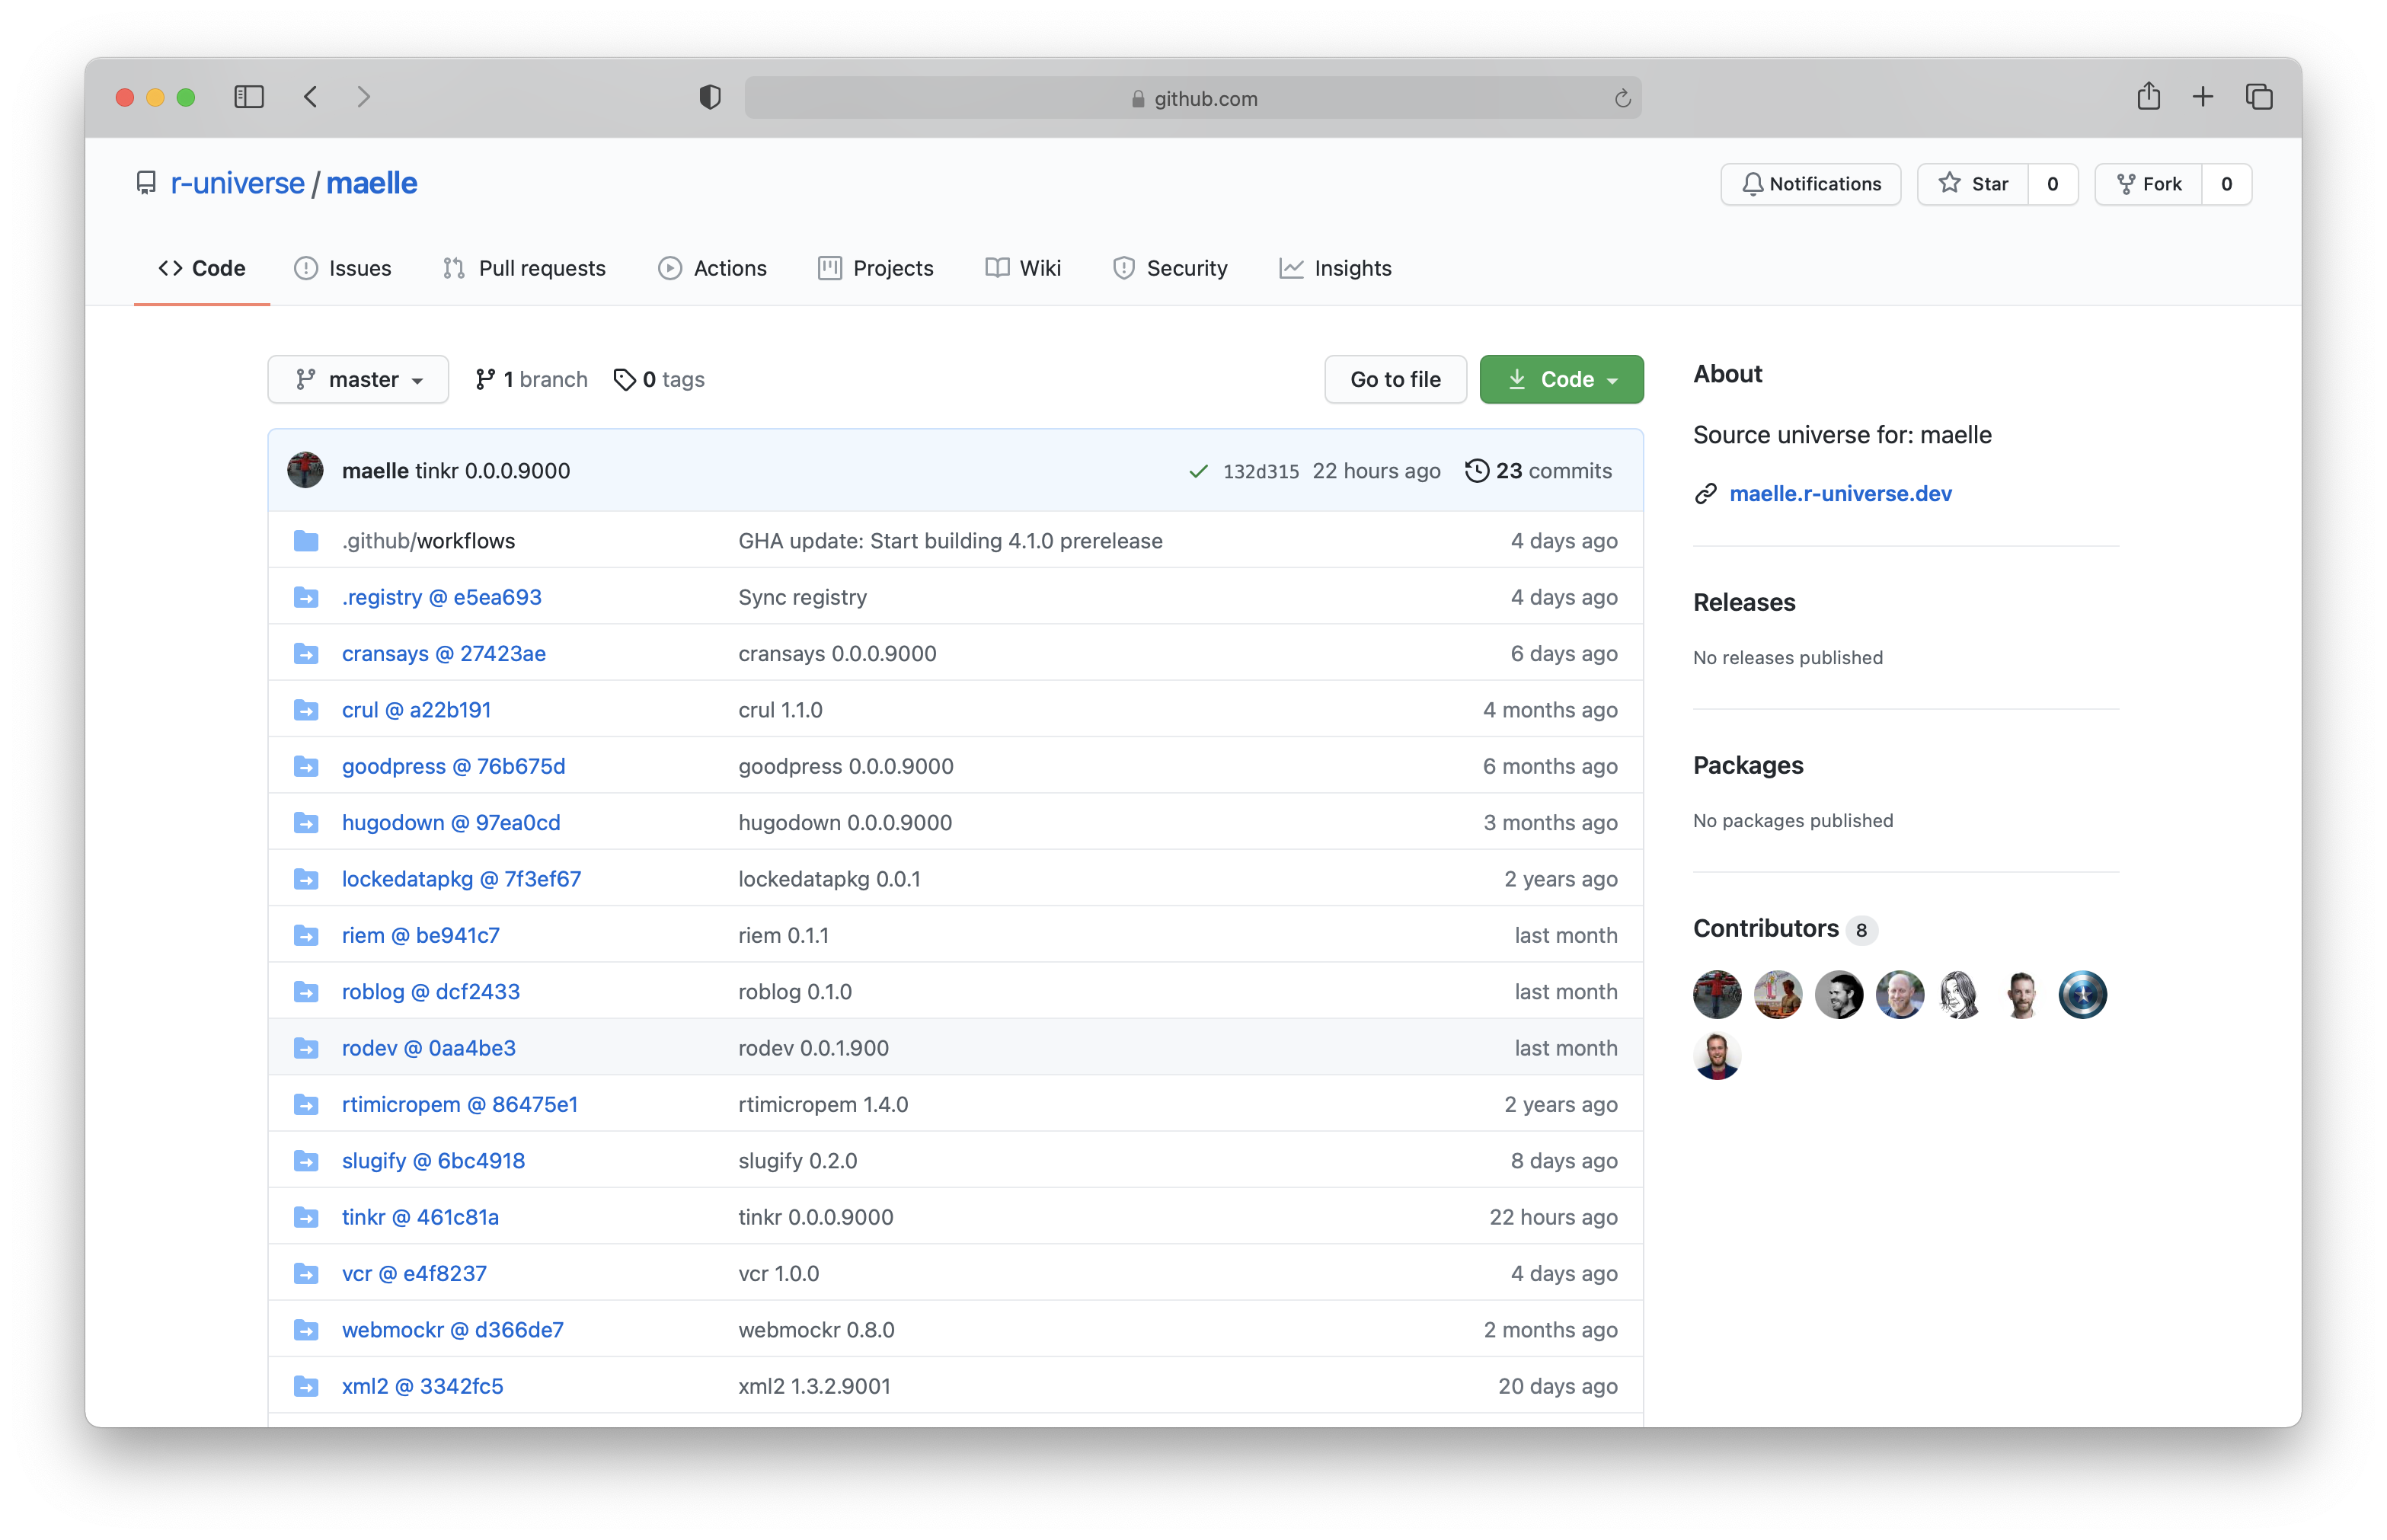 github.com
r-universe / maelle
Notifications Star 0 Fork 0
Code Issues Pull requests Actions Projects Wiki Security Insights
master 1 branch 0 tags Go to file Code
maelle tinkr 0.0.0.9000 132d315 22 hours ago 23 commits
.github/workflows GHA update: Start building 4.1.0 prerelease 4 days ago
.registry @ e5ea693 Sync registry 4 days ago
cransays @ 27423ae cransays 0.0.0.9000 6 days ago
crul @ a22b191 crul 1.1.0 4 months ago
goodpress @ 76b675d goodpress 0.0.0.9000 6 months ago
hugodown @ 97ea0cd hugodown 0.0.0.9000 3 months ago
lockedatapkg @ 7f3ef67 lockedatapkg 0.0.1 2 years ago
riem @ be941c7 riem 0.1.1 last month
roblog @ dcf2433 roblog 0.1.0 last month
rodev @ 0aa4be3 rodev 0.0.1.900 last month
rtimicropem @ 86475e1 rtimicropem 1.4.0 2 years ago
slugify @ 6bc4918 slugify 0.2.0 8 days ago
tinkr @ 461c81a tinkr 0.0.0.9000 22 hours ago
vcr @ e4f8237 vcr 1.0.0 4 days ago
webmockr @ d366de7 webmockr 0.8.0 2 months ago
xml2 @ 3342fc5 xml2 1.3.2.9001 20 days ago
About
Source universe for: maelle
maelle.r-universe.dev
Releases
No releases published
Packages
No packages published
Contributors 8